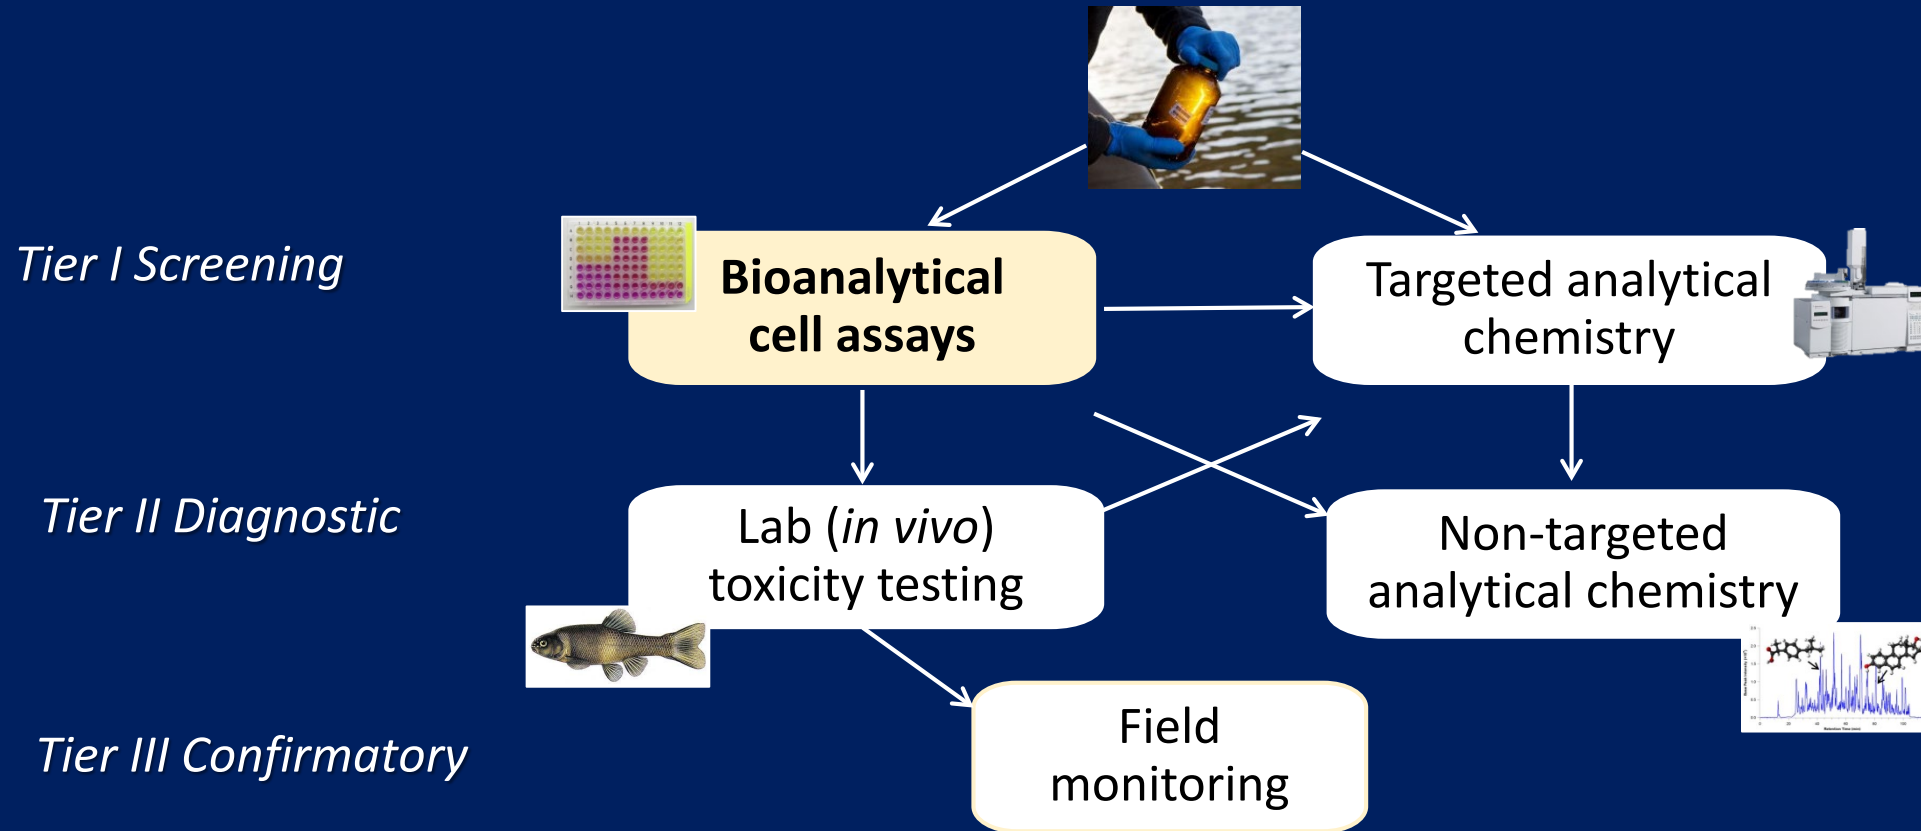 Tier I Screening
Bioanalytical
cell assays
Targeted analytical
chemistry
Tier II Diagnostic
Lab (in vivo)
toxicity testing
Non-targeted
analytical chemistry
Tier III Confirmatory
Field
monitoring